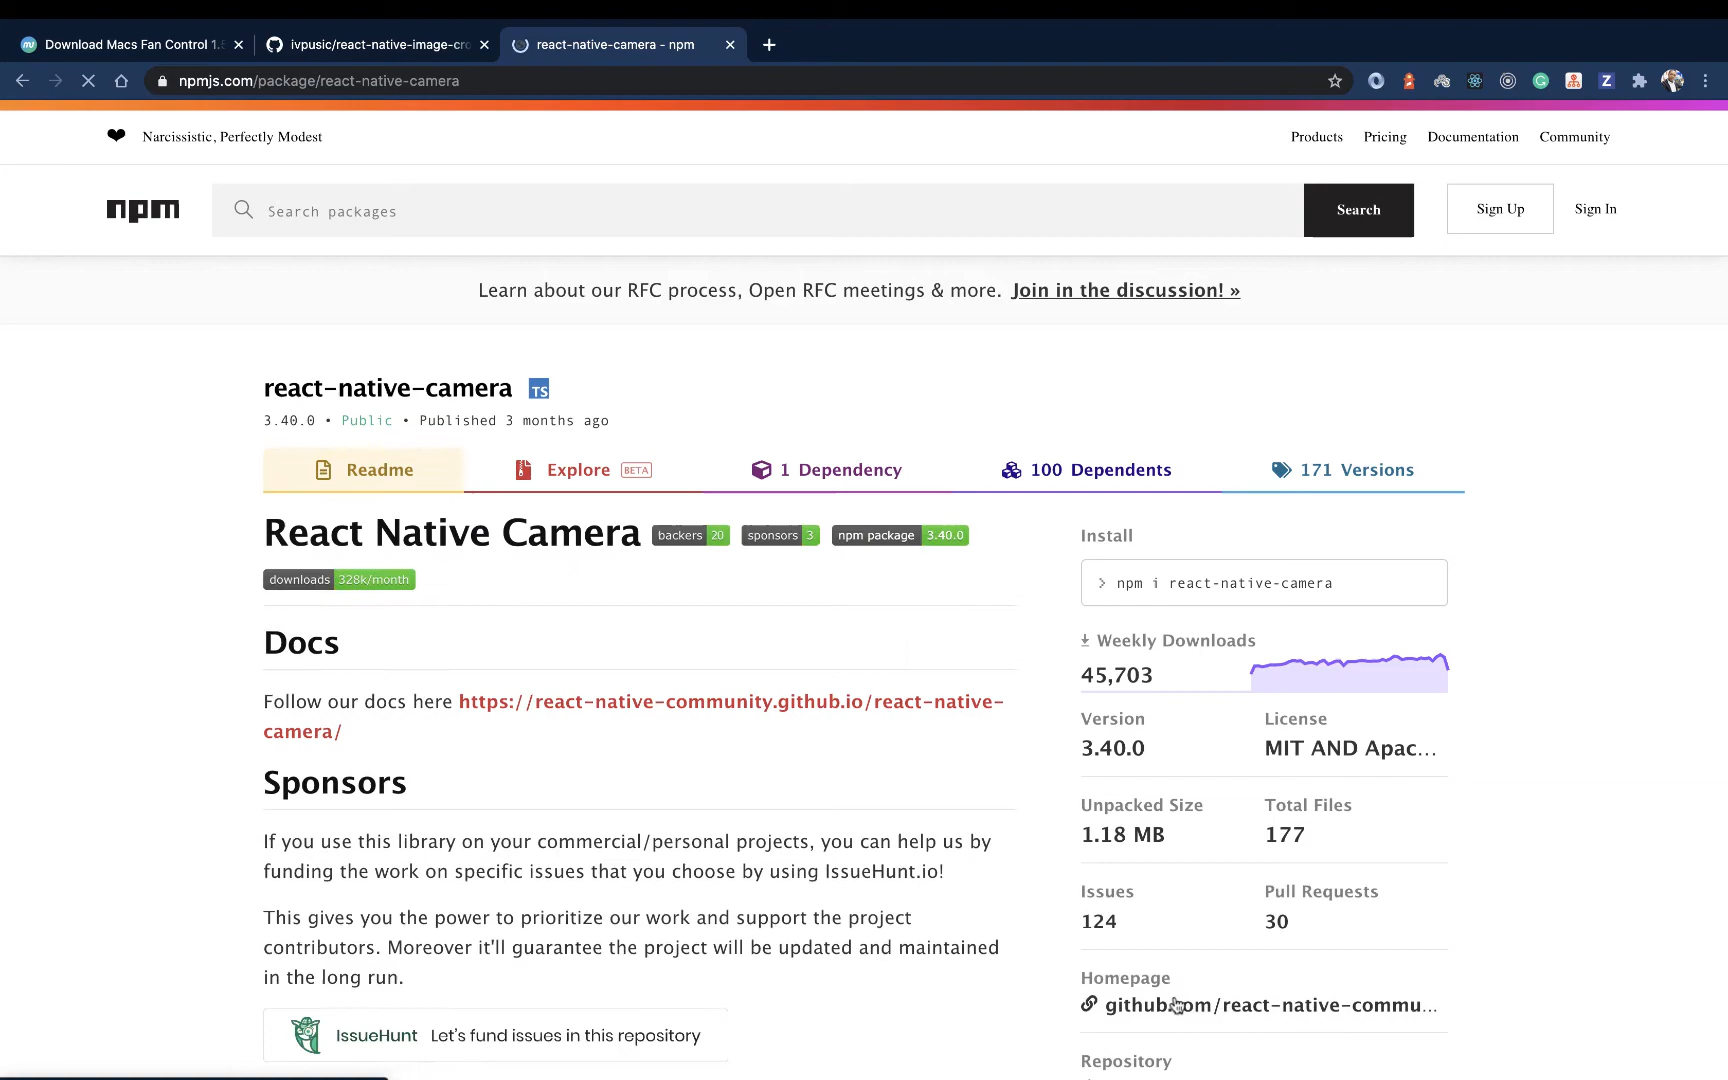 Download Macs Fan Control 1.5
ivpusic/react-native-image-cro
react-native-camera - npm
npmjs.com/package/react-native-camera
Narcissistic, Perfectly Modest
Products Pricing Documentation Community
npm
Search packages
Search
Sign Up
Sign In
Learn about our RFC process, Open RFC meetings & more. Join in the discussion! »
react-native-camera TS
3.40.0 • Public • Published 3 months ago
Readme
Explore BETA
1 Dependency
100 Dependents
171 Versions
React Native Camera backers 20 sponsors 3 npm package 3.40.0
downloads 328k/month
Docs
Follow our docs here https://react-native-community.github.io/react-native-
camera/
Sponsors
If you use this library on your commercial/personal projects, you can help us by
funding the work on specific issues that you choose by using IssueHunt.io!
This gives you the power to prioritize our work and support the project
contributors. Moreover it'll guarantee the project will be updated and maintained
in the long run.
IssueHunt Let's fund issues in this repository
Install
> npm i react-native-camera
Weekly Downloads
45,703
Version License
3.40.0 MIT AND Apac...
Unpacked Size Total Files
1.18 MB 177
Issues Pull Requests
124 30
Homepage
github.com/react-native-commu...
Repository